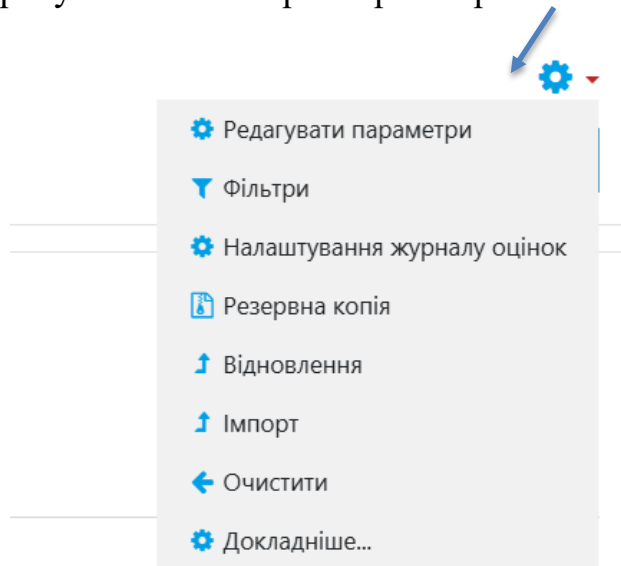 Редагувати параметри
Фільтри
Налаштування журналу оцінок
Резервна копія
Відновлення
Імпорт
Очистити
Докладніше...